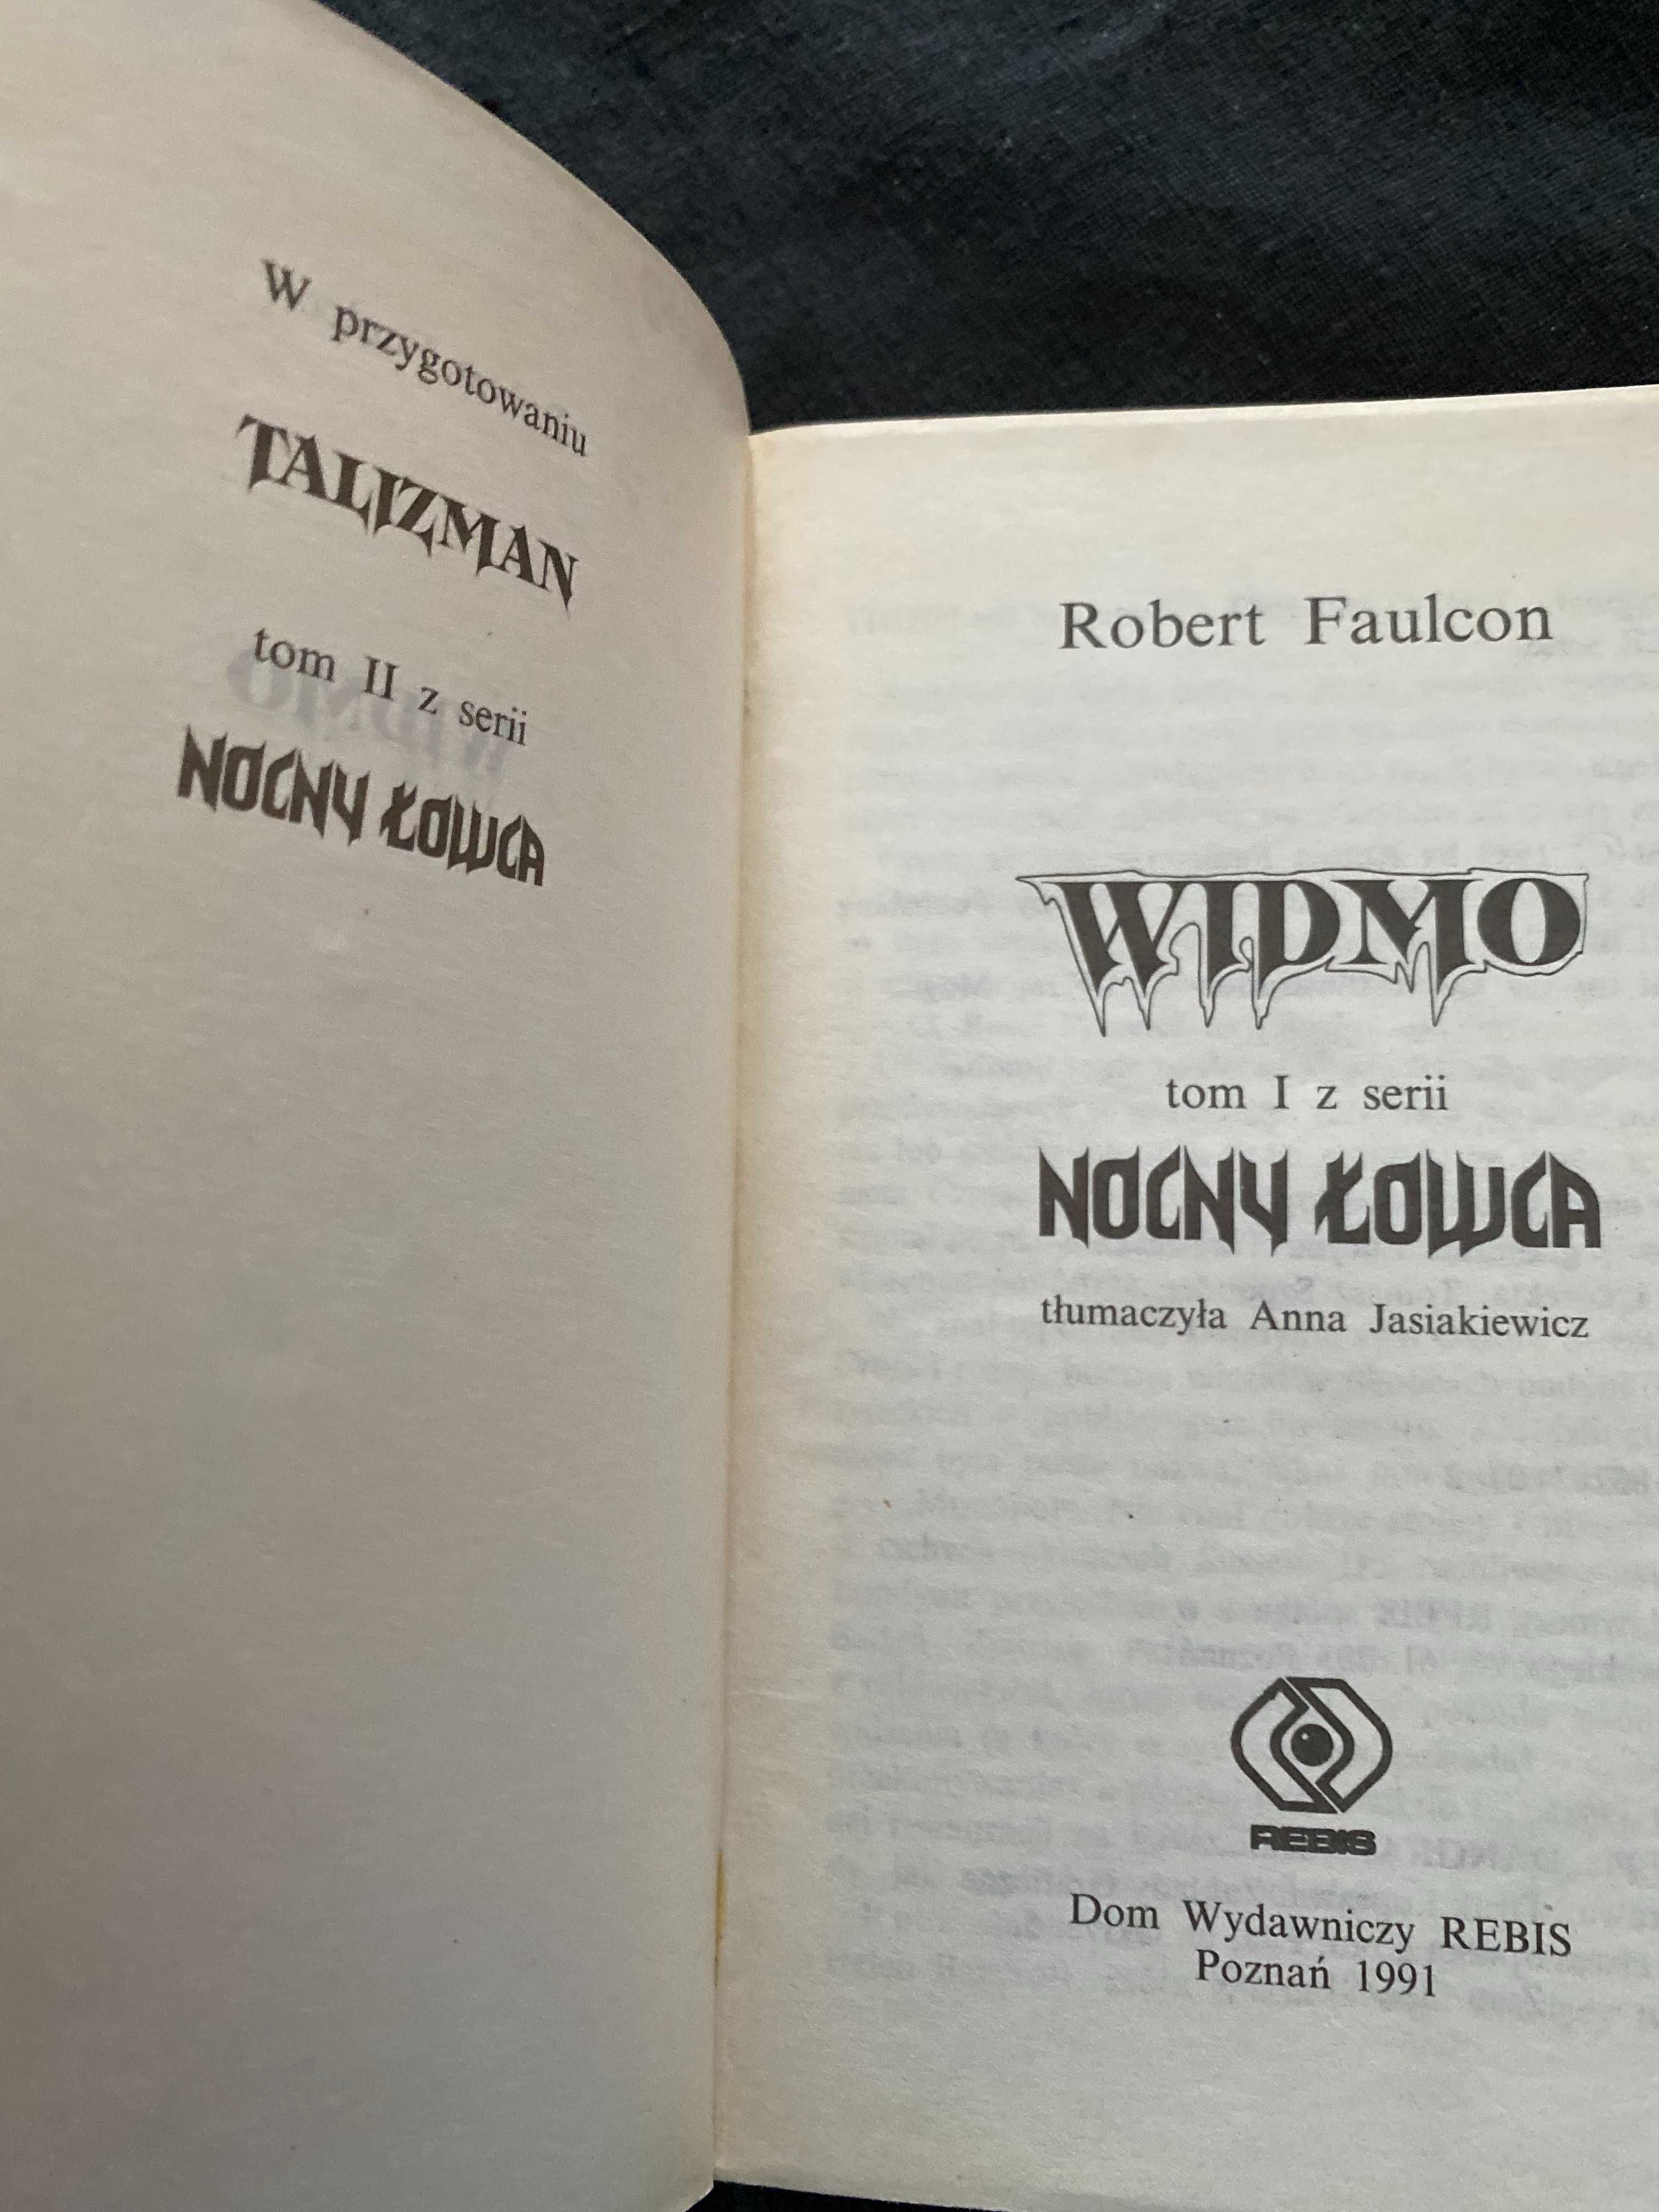 W przygotowaniu
TALIZMAN
tom II z serii
NOCNY ŁOWCA
Robert Faulcon
WIDMO
tom I z serii
NOCNY ŁOWCA
tłumaczyła Anna Jasiakiewicz
REBIS
Dom Wydawniczy REBIS
Poznań 1991